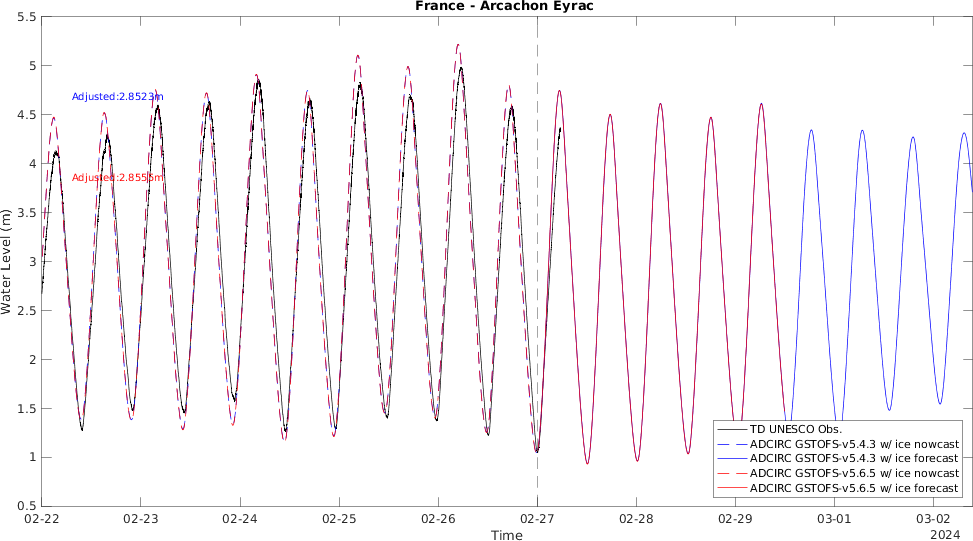 France - Arcachon Eyrac
5.5
5
4.5
4
3.5
3
2.5
2
1.5
1
0.5
Water Level (m)
Adjusted:2.8523m
Adjusted:2.8555m
TD UNESCO Obs.
ADCIRC GSTOFS-v5.4.3 w/ ice nowcast
ADCIRC GSTOFS-v5.4.3 w/ ice forecast
ADCIRC GSTOFS-v5.6.5 w/ ice nowcast
ADCIRC GSTOFS-v5.6.5 w/ ice forecast
02-22 02-23 02-24 02-25 02-26 02-27 02-28 02-29 03-01 03-02
Time
2024